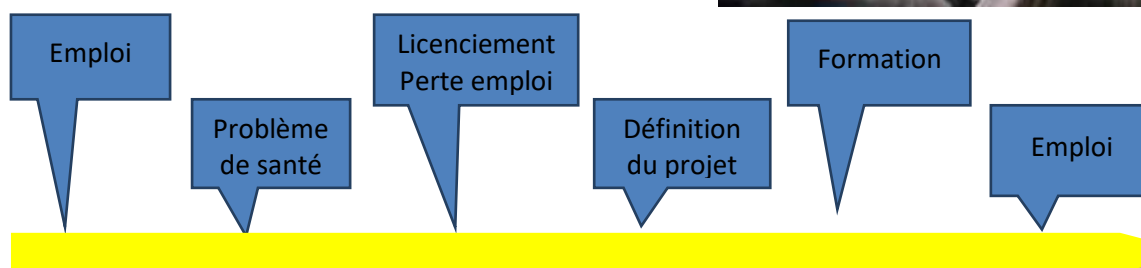 Emploi
Problème
de santé
Licenciement
Perte emploi
Définition
du projet
Formation
Emploi